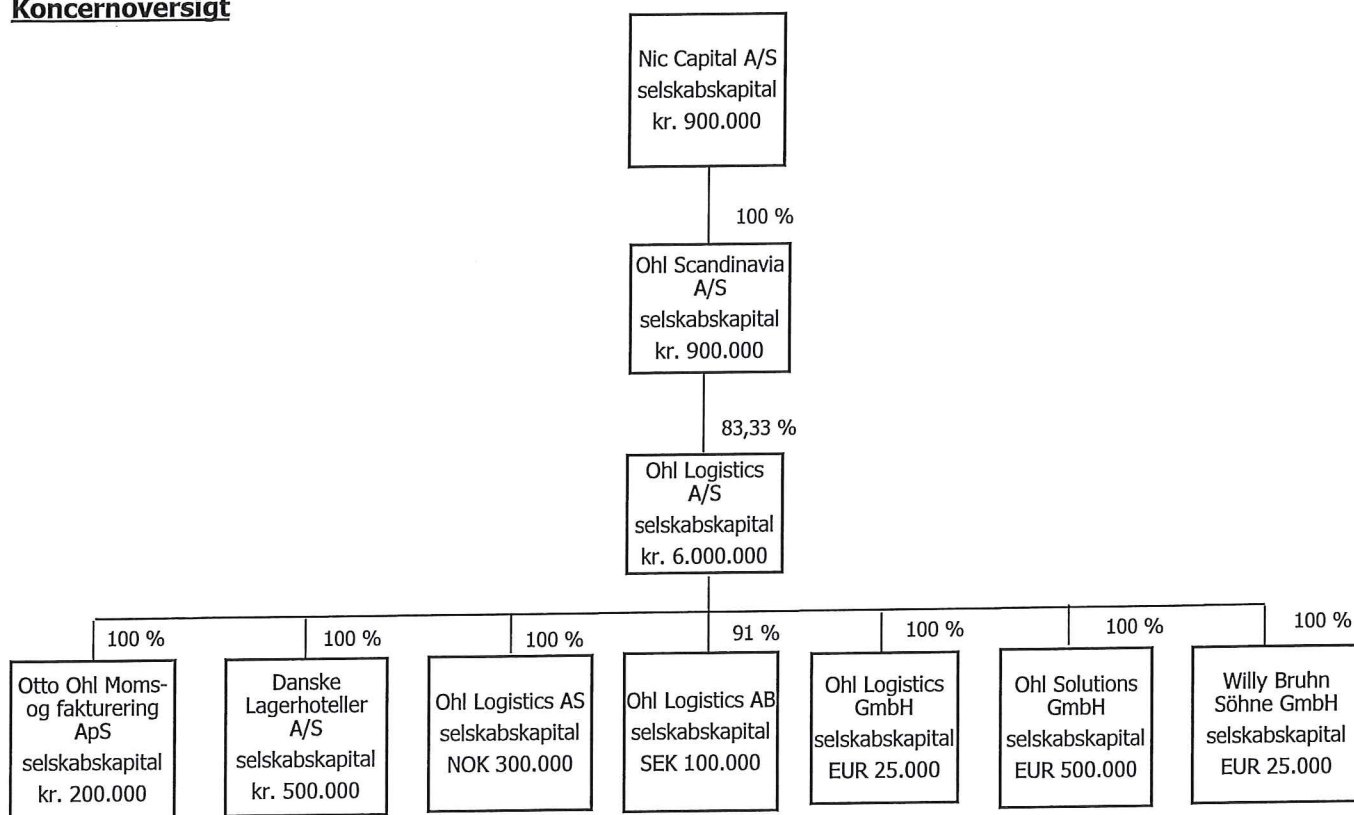 Koncernoversigt
Nic Capital A/S
selskabskapital
kr. 900.000
100 %
Ohl Scandinavia
A/S
selskabskapital
kr. 900.000
83,33 %
Ohl Logistics
A/S
selskabskapital
kr. 6.000.000
100 %
Otto Ohl Moms-
og fakturering
ApS
selskabskapital
kr. 200.000
100 %
Danske
Lagerhoteller
A/S
selskabskapital
kr. 500.000
100 %
Ohl Logistics AS
selskabskapital
NOK 300.000
91 %
Ohl Logistics AB
selskabskapital
SEK 100.000
100 %
Ohl Logistics
GmbH
selskabskapital
EUR 25.000
100 %
Ohl Solutions
GmbH
selskabskapital
EUR 500.000
100 %
Willy Bruhn
Söhne GmbH
selskabskapital
EUR 25.000